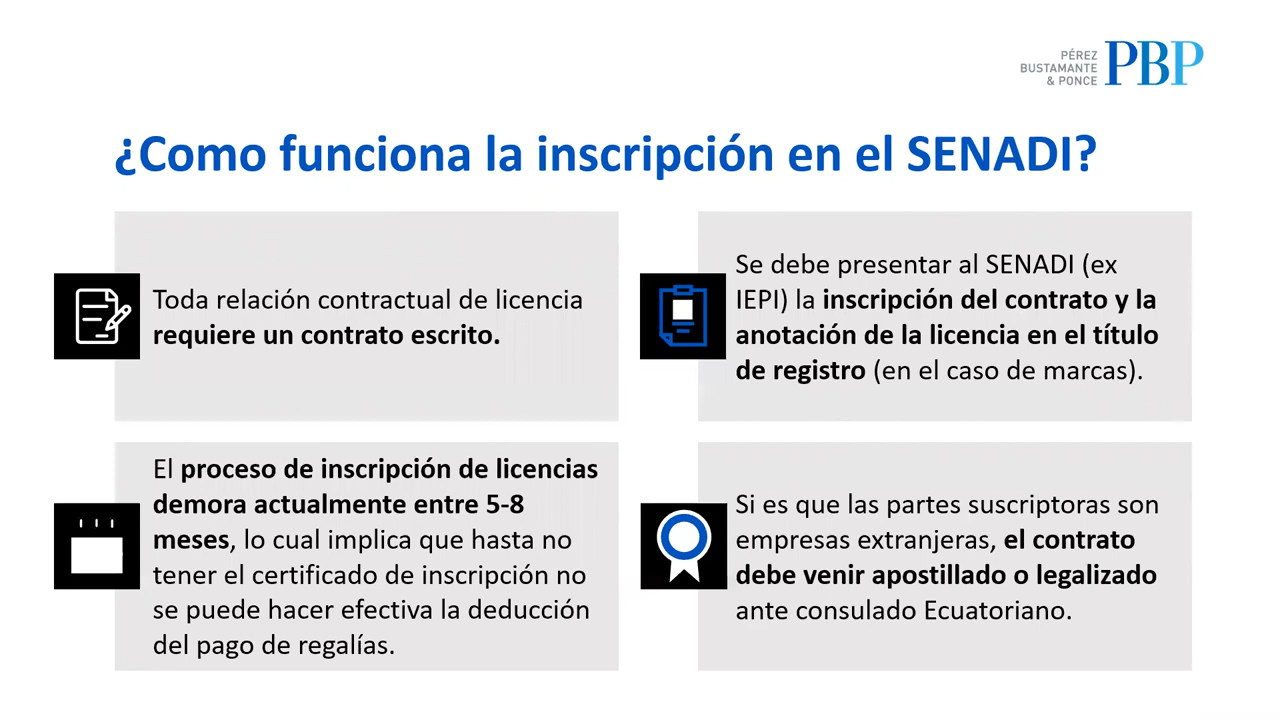 PÉREZ
BUSTAMANTE
& PONCE
PBP
¿Como funciona la inscripción en el SENADI?
Toda relación contractual de licencia
requiere un contrato escrito.
Se debe presentar al SENADI (ex
IEPI) la inscripción del contrato y la
anotación de la licencia en el título
de registro (en el caso de marcas).
El proceso de inscripción de licencias
demora actualmente entre 5-8
meses, lo cual implica que hasta no
tener el certificado de inscripción no
se puede hacer efectiva la deducción
del pago de regalías.
Si es que las partes suscriptoras son
empresas extranjeras, el contrato
debe venir apostillado o legalizado
ante consulado Ecuatoriano.